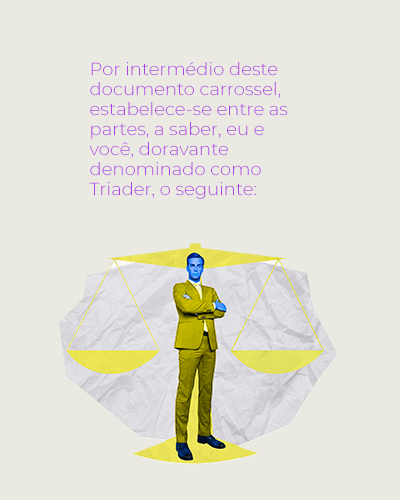 Por intermédio deste
documento carrossel,
estabelece-se entre as
partes, a saber, eu e
você, doravante
denominado como
Triader, o seguinte: